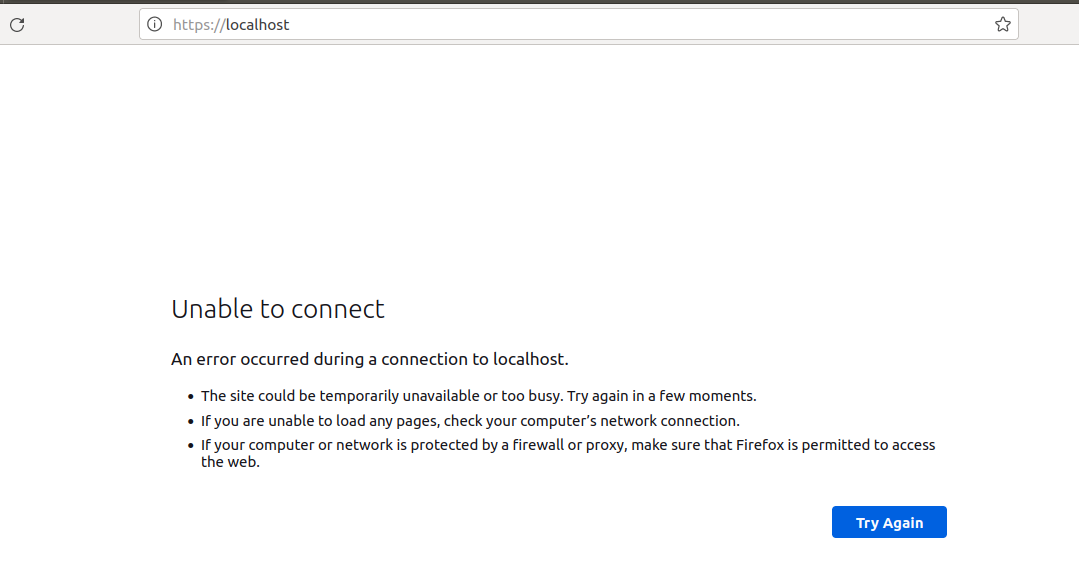 https://localhost
Unable to connect
An error occurred during a connection to localhost.
• The site could be temporarily unavailable or too busy. Try again in a few moments.
• If you are unable to load any pages, check your computer’s network connection.
• If your computer or network is protected by a firewall or proxy, make sure that Firefox is permitted to access
the web.
Try Again